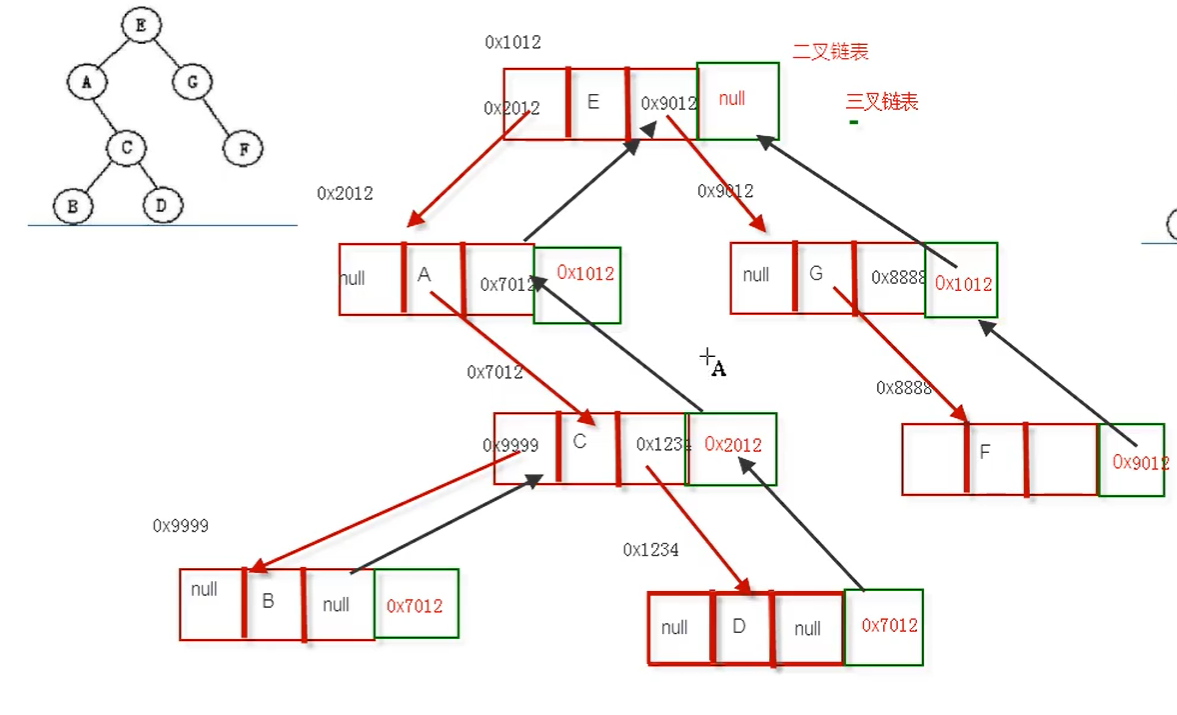 E
A
G
C
F
B
D
0x1012
二叉链表
三叉链表
0x2012
E
0x9012
null
0x2012
0x9012
null
A
0x7012
0x1012
null
G
0x8888
0x1012
A
0x7012
0x8888
0x9999
C
0x1234
0x2012
F
0x9012
0x9999
0x1234
null
B
null
0x7012
null
D
null
0x7012